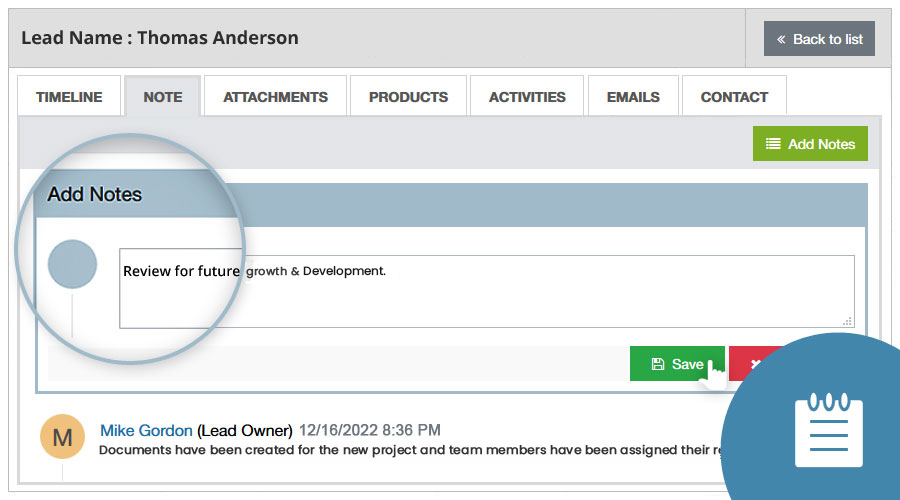 Lead Name : Thomas Anderson
« Back to list
TIMELINE NOTE ATTACHMENTS PRODUCTS ACTIVITIES EMAILS CONTACT
Add Notes
Add Notes
Review for future growth & Development.
Save
M
Mike Gordon (Lead Owner) 12/16/2022 8:36 PM
Documents have been created for the new project and team members have been assigned their